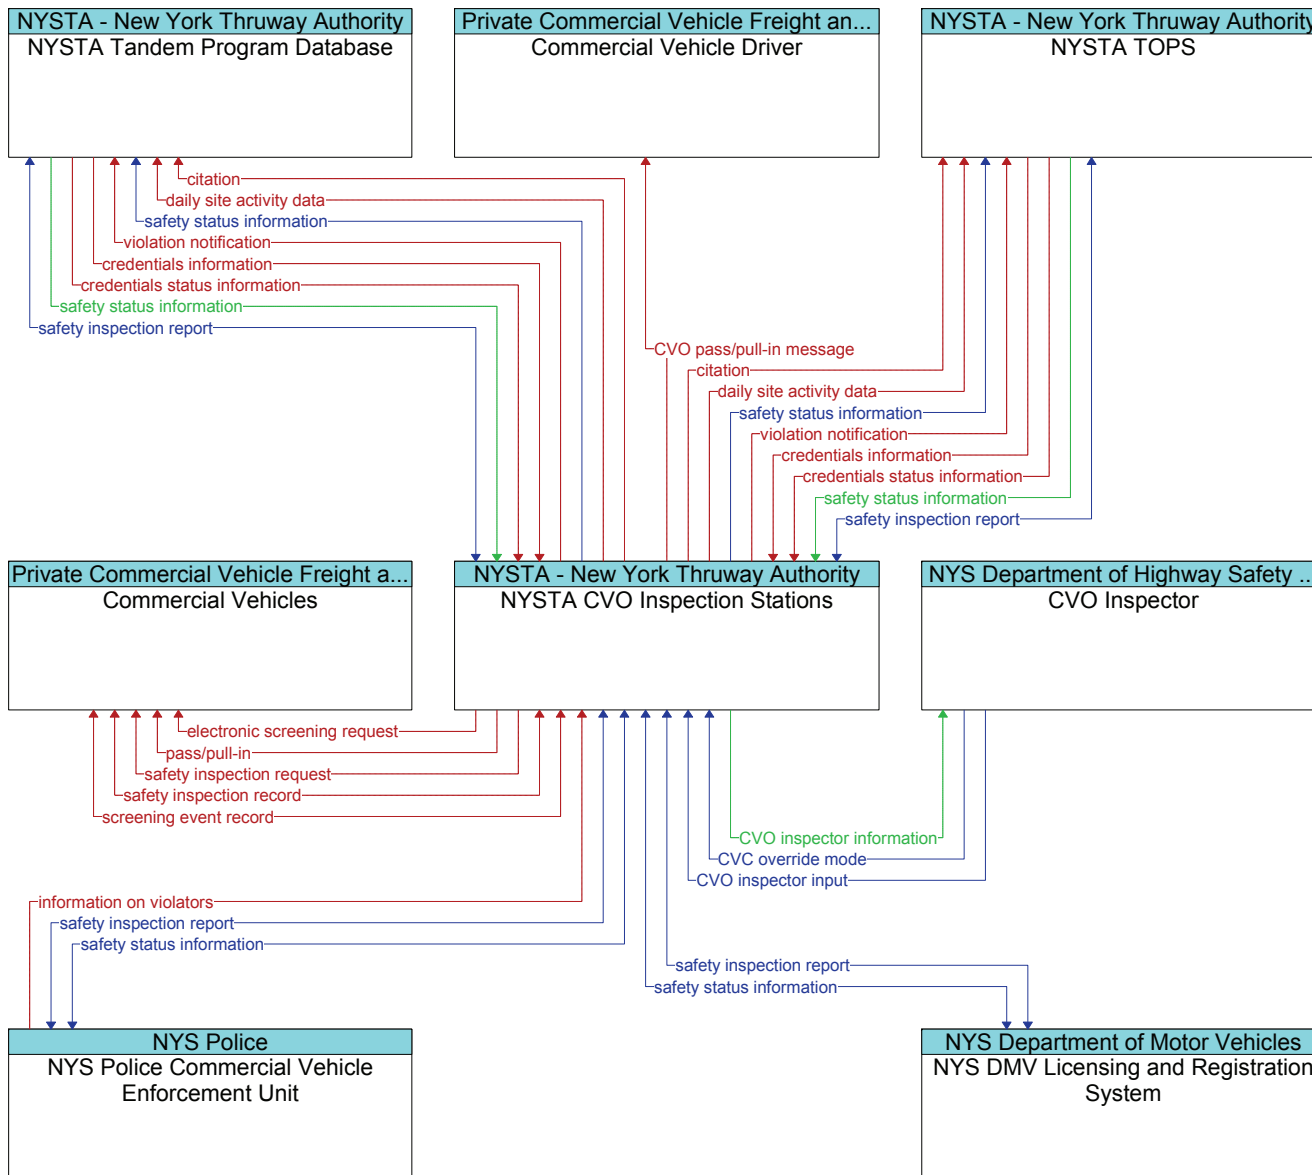 NYSTA - New York Thruway Authority
NYSTA Tandem Program Database
Private Commercial Vehicle Freight an...
Commercial Vehicle Driver
NYSTA - New York Thruway Authority
NYSTA TOPS
citation
daily site activity data
safety status information
violation notification
credentials information
credentials status information
safety status information
safety inspection report
CVO pass/pull-in message
citation
daily site activity data
safety status information
violation notification
credentials information
credentials status information
safety status information
safety inspection report
Private Commercial Vehicle Freight a...
Commercial Vehicles
NYSTA - New York Thruway Authority
NYSTA CVO Inspection Stations
NYS Department of Highway Safety ...
CVO Inspector
electronic screening request
pass/pull-in
safety inspection request
safety inspection record
screening event record
CVO inspector information
CVC override mode
CVO inspector input
information on violators
safety inspection report
safety status information
safety inspection report
safety status information
NYS Police
NYS Police Commercial Vehicle
Enforcement Unit
NYS Department of Motor Vehicles
NYS DMV Licensing and Registration
System